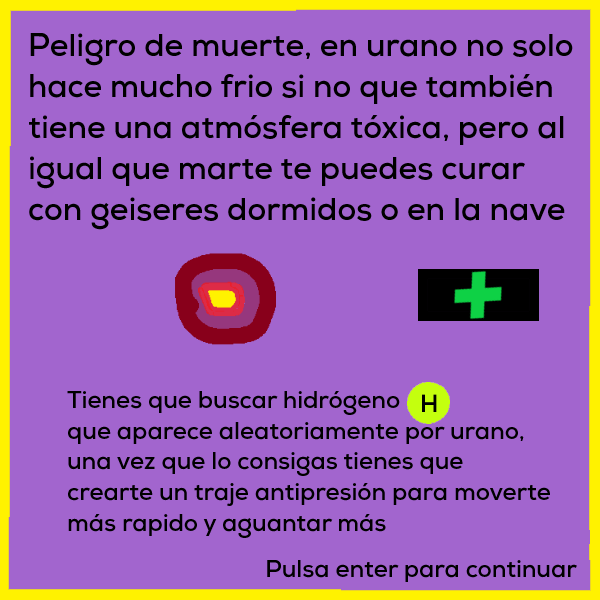 Peligro de muerte, en urano no solo
hace mucho frio si no que también
tiene una atmósfera tóxica, pero al
igual que marte te puedes curar
con geiseres dormidos o en la nave
Tienes que buscar hidrógeno H
que aparece aleatoriamente por urano,
una vez que lo consigas tienes que
crearte un traje antipresión para moverte
más rapido y aguantar más
Pulsa enter para continuar